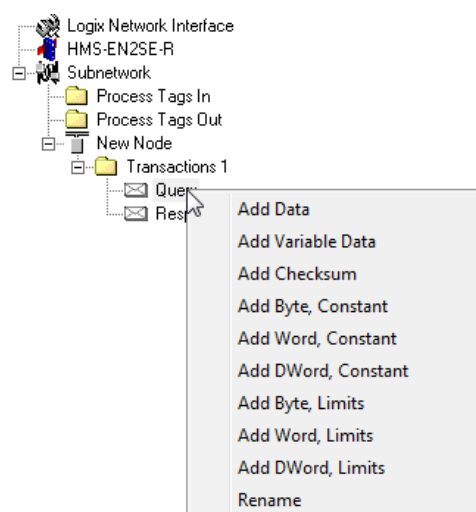 Logix Network Interface
HMS-EN2SE-R
Subnetwork
Process Tags In
Process Tags Out
New Node
Transactions 1
Query
Resp
Add Data
Add Variable Data
Add Checksum
Add Byte, Constant
Add Word, Constant
Add DWord, Constant
Add Byte, Limits
Add Word, Limits
Add DWord, Limits
Rename